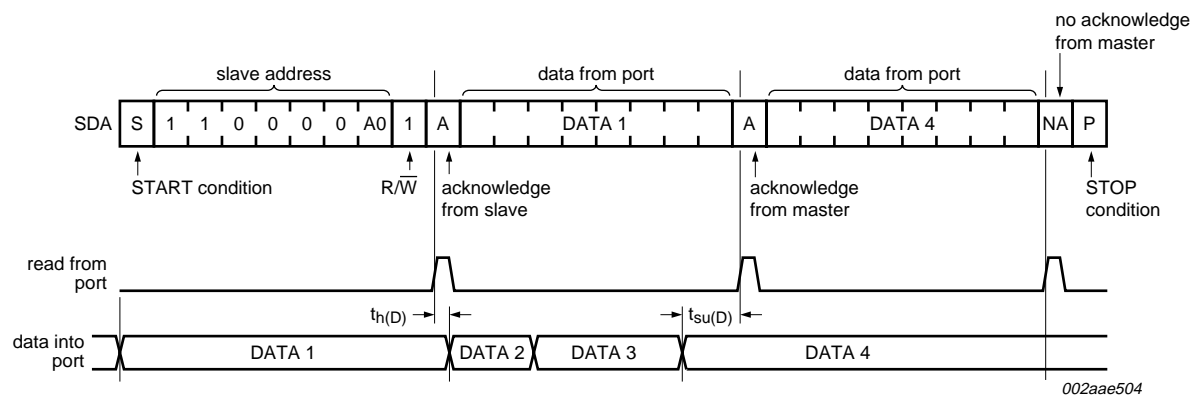 no acknowledge
from master
slave address
data from port
data from port
SDA S 1 1 0 0 0 0 A0 1 A DATA 1 A DATA 4 NA P
START condition
R/W̅
acknowledge
from slave
acknowledge
from master
STOP
condition
read from
port
th(D)
tsu(D)
data into
port
DATA 1 DATA 2 DATA 3 DATA 4
002aae504